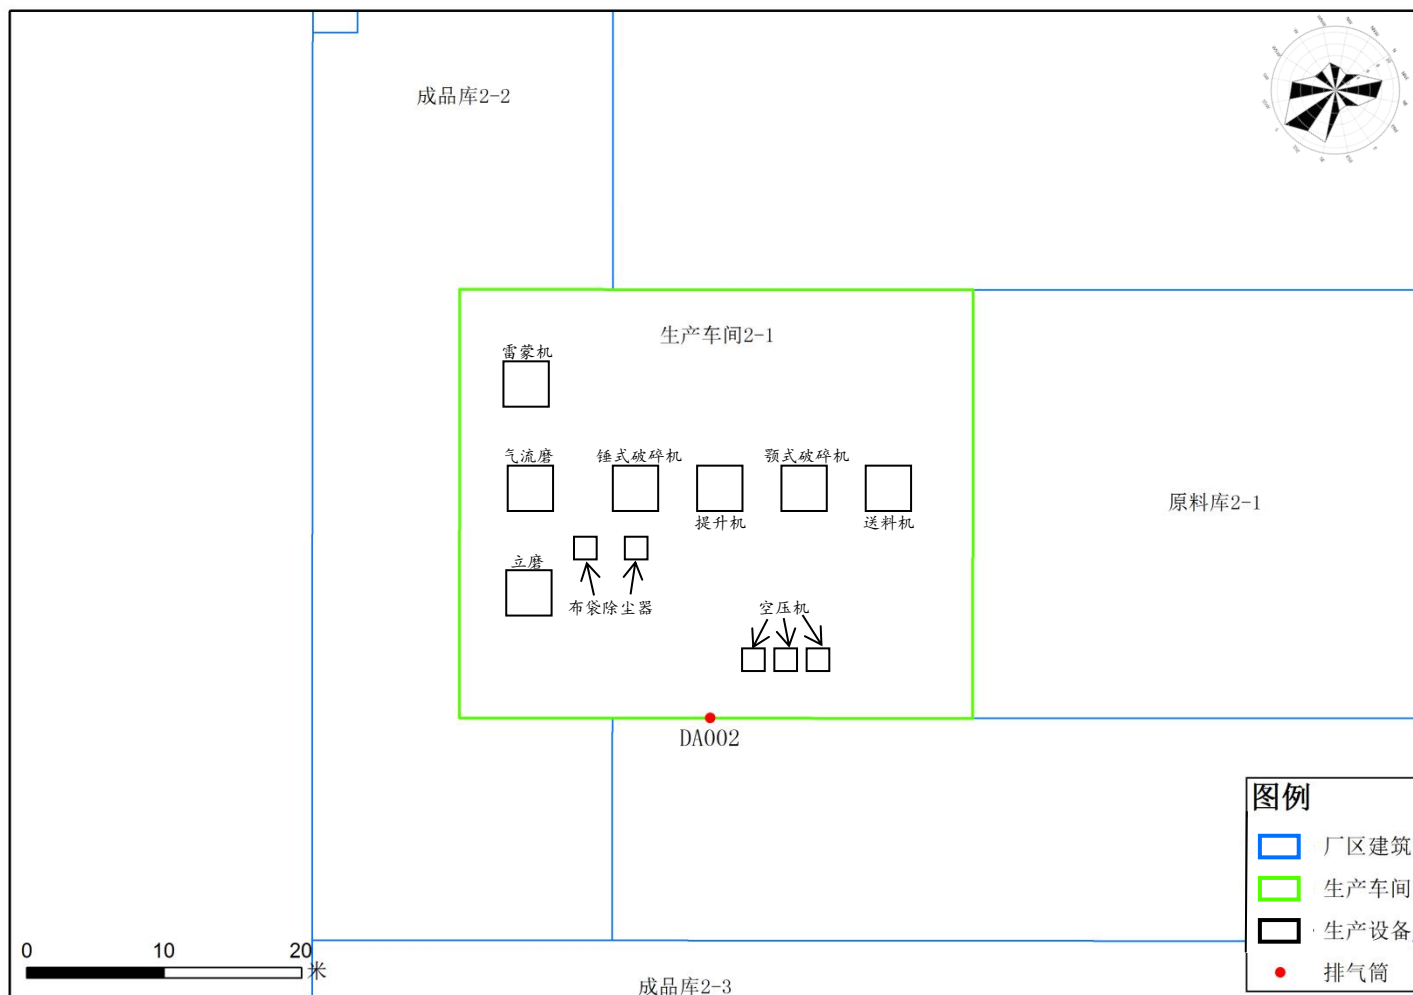 成品库2-2
生产车间2-1
雷蒙机
气流磨
锤式破碎机
颚式破碎机
提升机
送料机
原料库2-1
立磨
布袋除尘器
空压机
DA002
图例
厂区建筑
生产车间
生产设备
排气筒
0 10 20
米
成品库2-3